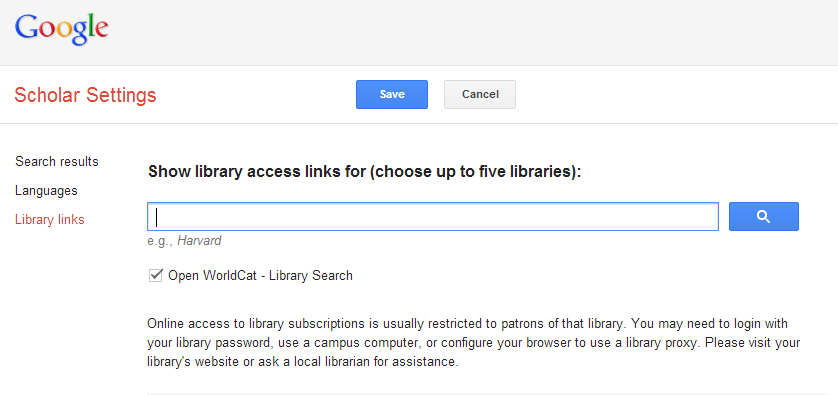 Google
Scholar Settings
Save
Cancel
Search results
Languages
Library links
Show library access links for (choose up to five libraries):
e.g., Harvard
Open WorldCat - Library Search
Online access to library subscriptions is usually restricted to patrons of that library. You may need to login with
your library password, use a campus computer, or configure your browser to use a library proxy. Please visit your
library's website or ask a local librarian for assistance.